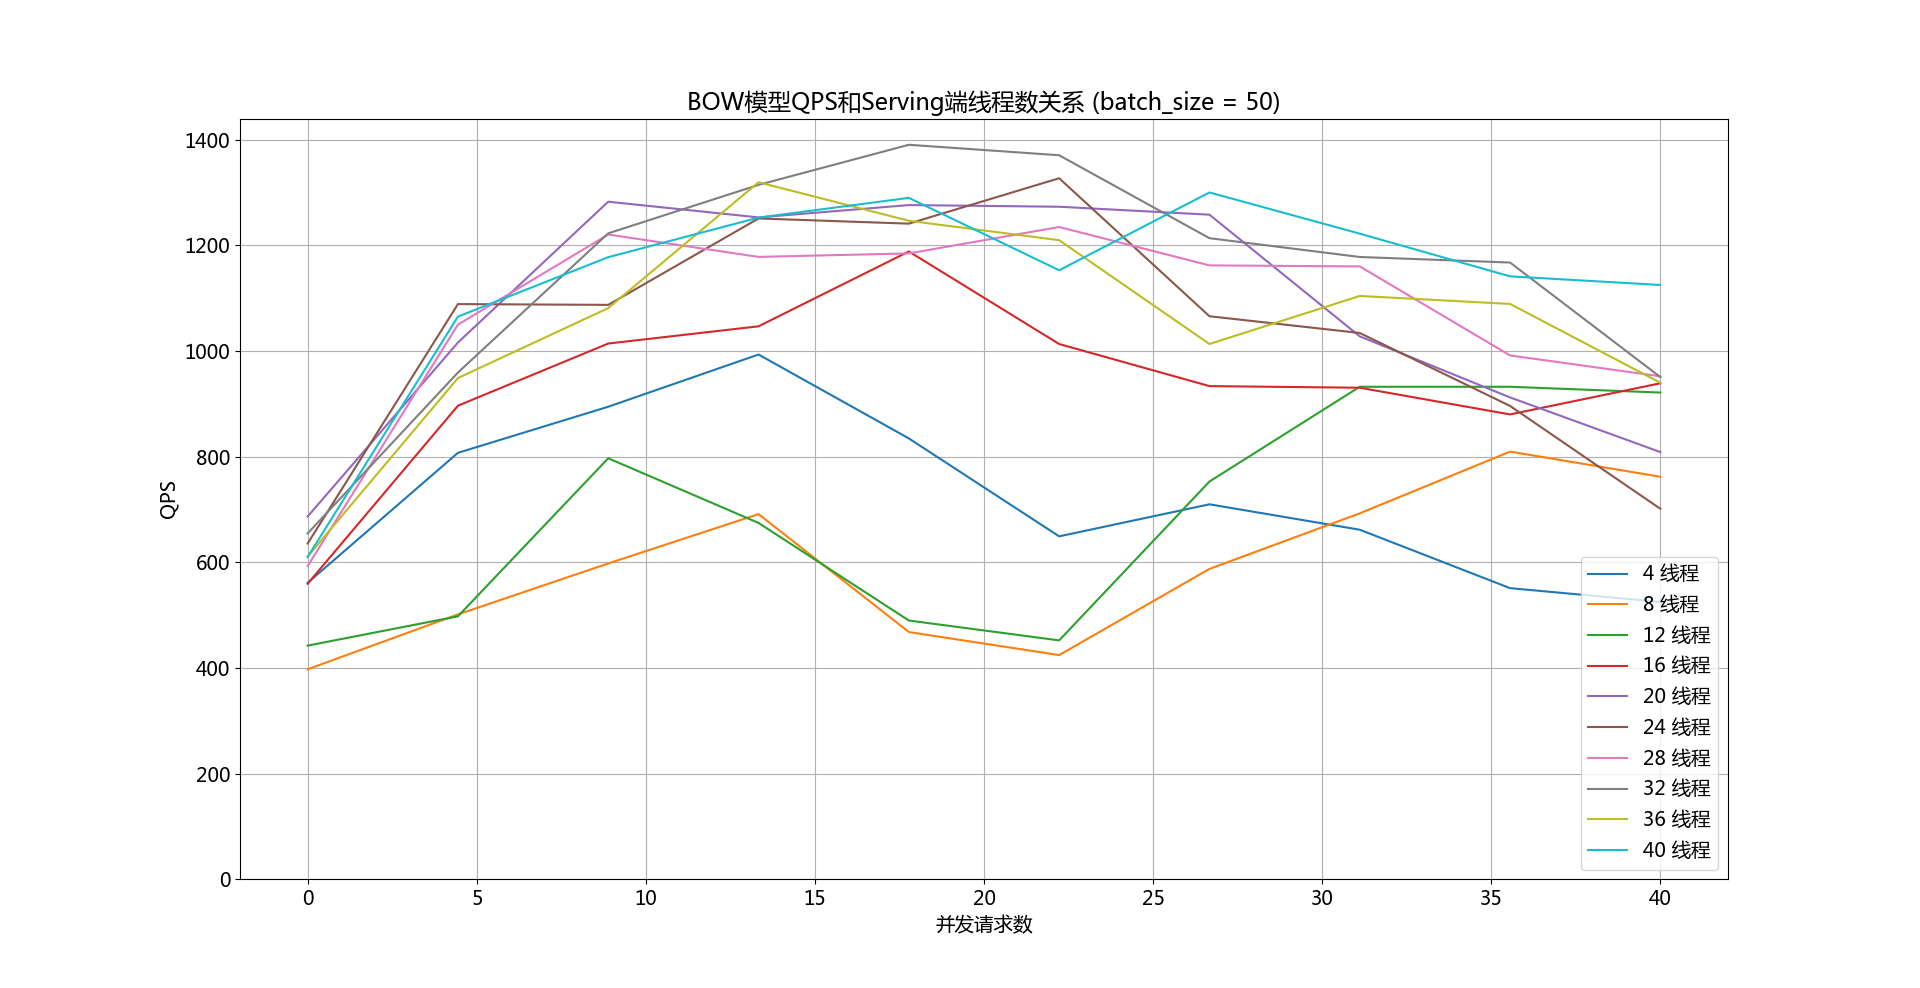 BOW模型QPS和Serving端线程数关系 (batch_size = 50)
1400
1200
1000
800
600
400
200
0
QPS
0 5 10 15 20 25 30 35 40
并发请求数
4 线程
8 线程
12 线程
16 线程
20 线程
24 线程
28 线程
32 线程
36 线程
40 线程